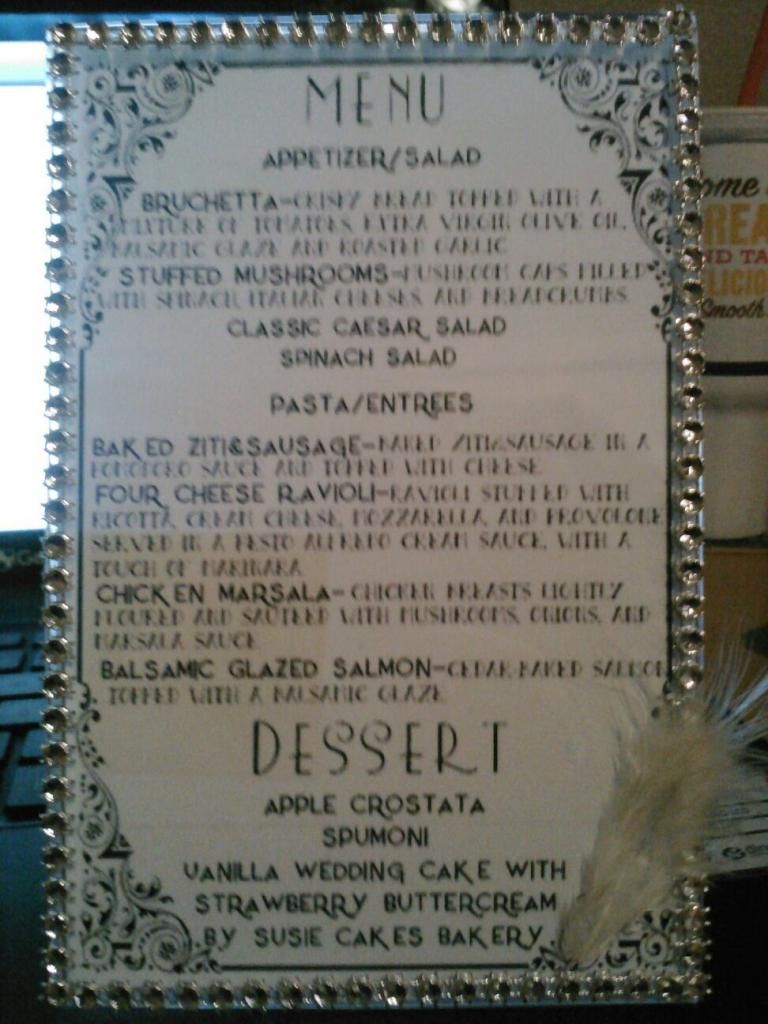 MENU
APPETIZER/SALAD
BRUCHETTA-CRISPY BREAD TOPPED WITH A
MIXTURE OF TOMATOES, EXTRA VIRGIN OLIVE OIL,
BALSAMIC GLAZE AND ROASTED GARLIC
STUFFED MUSHROOMS-MUSHROOM CAPS FILLED
WITH SPINACH, ITALIAN CHEESES, AND BREADCRUMBS
CLASSIC CAESAR SALAD
SPINACH SALAD
PASTA/ENTREES
BAKED ZITI&SAUSAGE-BAKED ZITI&SAUSAGE IN A
POMODORO SAUCE AND TOPPED WITH CHEESE
FOUR CHEESE RAVIOLI-RAVIOLI STUFFED WITH
RICOTTA, CREAM CHEESE, MOZZARELLA, AND PROVOLONE
SERVED IN A PESTO ALFREDO CREAM SAUCE, WITH A
TOUCH OF MARINARA
CHICKEN MARSALA-CHICKEN BREASTS LIGHTLY
FLOURED AND SAUTEED WITH MUSHROOMS, ONIONS, AND
MARSALA SAUCE
BALSAMIC GLAZED SALMON-CEDAR-BAKED SALMON
TOPPED WITH A BALSAMIC GLAZE
DESSERT
APPLE CROSTATA
SPUMONI
VANILLA WEDDING CAKE WITH
STRAWBERRY BUTTERCREAM
BY SUSIE CAKES BAKERY
Smooth